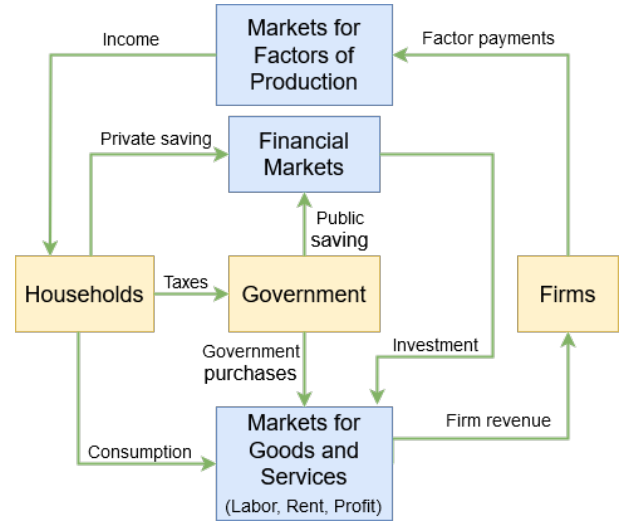 Markets for
Factors of
Production
Income
Factor payments
Private saving
Financial
Markets
Public
saving
Households
Taxes
Government
Firms
Government
purchases
Investment
Markets for
Goods and
Services
(Labor, Rent, Profit)
Firm revenue
Consumption